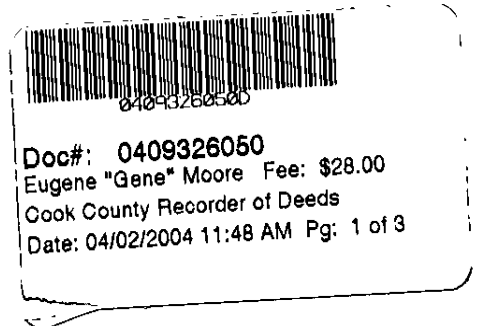 0409326050D
Doc#: 0409326050
Eugene "Gene" Moore Fee: $28.00
Cook County Recorder of Deeds
Date: 04/02/2004 11:48 AM Pg: 1 of 3